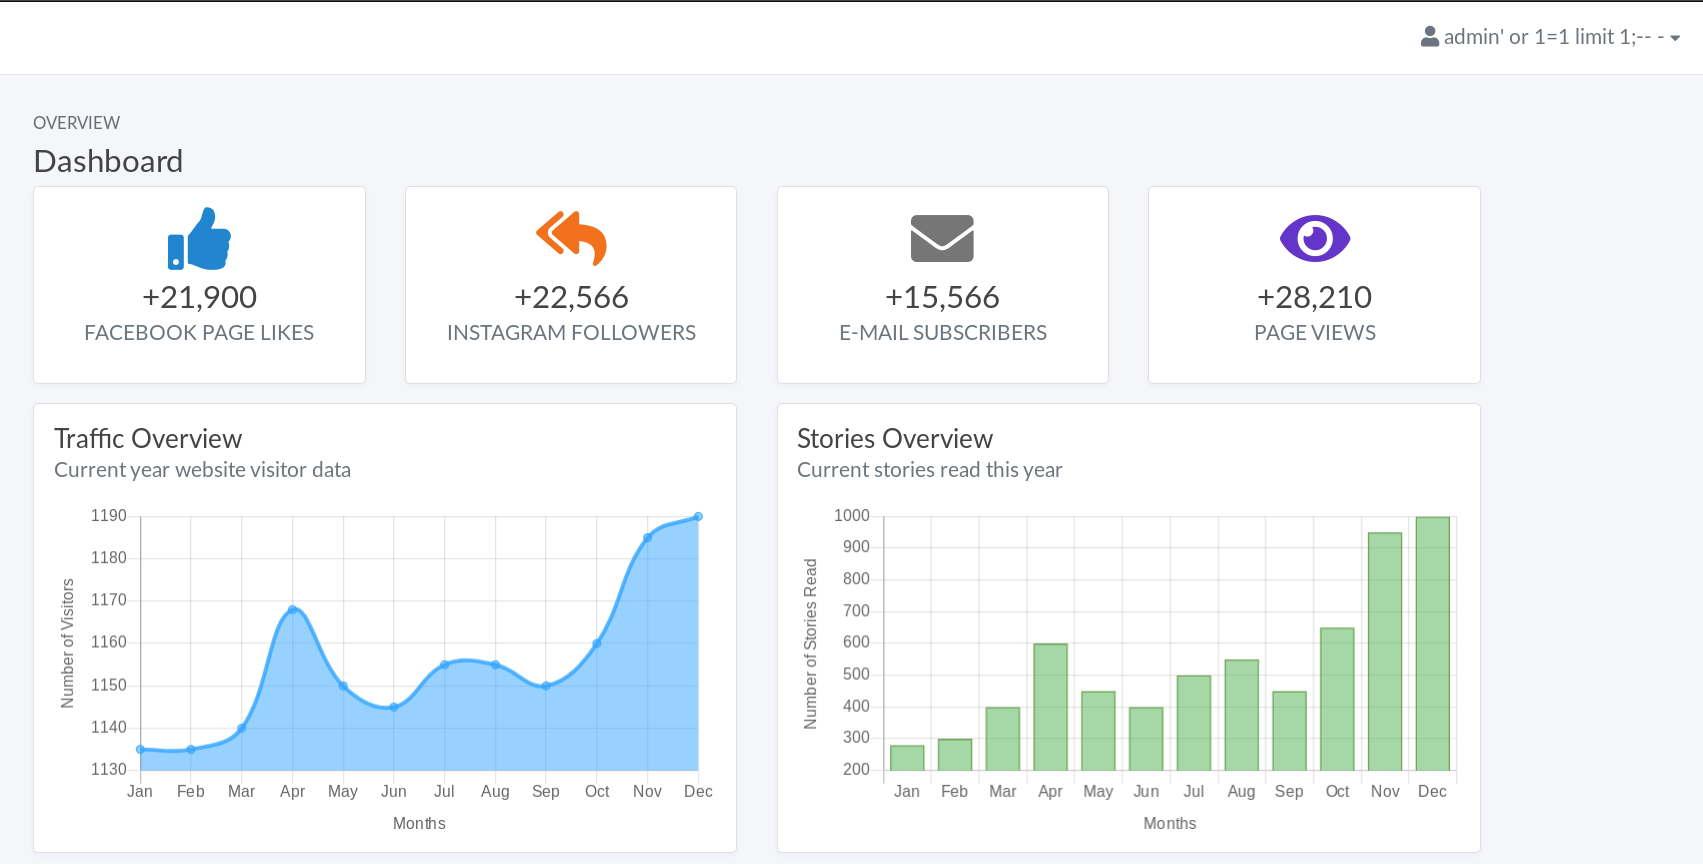 admin' or 1=1 limit 1;-- -
OVERVIEW
Dashboard
+21,900
FACEBOOK PAGE LIKES
+22,566
INSTAGRAM FOLLOWERS
+15,566
E-MAIL SUBSCRIBERS
+28,210
PAGE VIEWS
Traffic Overview
Current year website visitor data
Number of Visitors
1190
1180
1170
1160
1150
1140
1130
Jan Feb Mar Apr May Jun Jul Aug Sep Oct Nov Dec
Months
Stories Overview
Current stories read this year
Number of Stories Read
1000
900
800
700
600
500
400
300
200
Jan Feb Mar Apr May Jun Jul Aug Sep Oct Nov Dec
Months